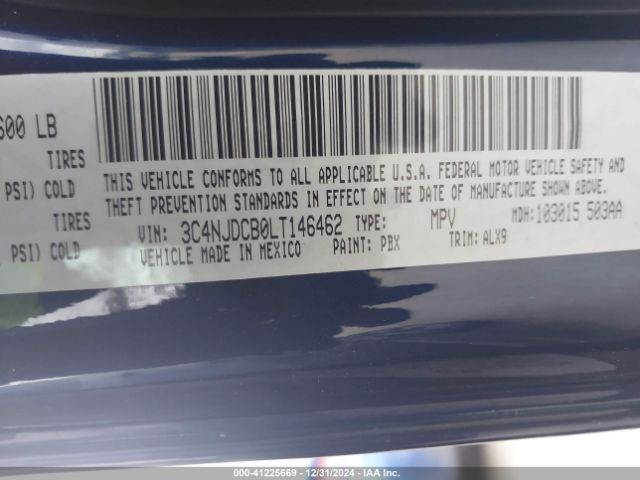 600 LB
TIRES
PSI) COLD
TIRES
PSI) COLD
THIS VEHICLE CONFORMS TO ALL APPLICABLE U.S.A. FEDERAL MOTOR VEHICLE SAFETY AND
THEFT PREVENTION STANDARDS IN EFFECT ON THE DATE OF MANUFACTURE SHOWN ABOVE.
VIN: 3C4NJDCB0LT146462 TYPE: MPV MDH: 103015 503AA
VEHICLE MADE IN MEXICO PAINT: PBX TRIM: ALX9
000-41225669 - 12/31/2024 - IAA Inc.